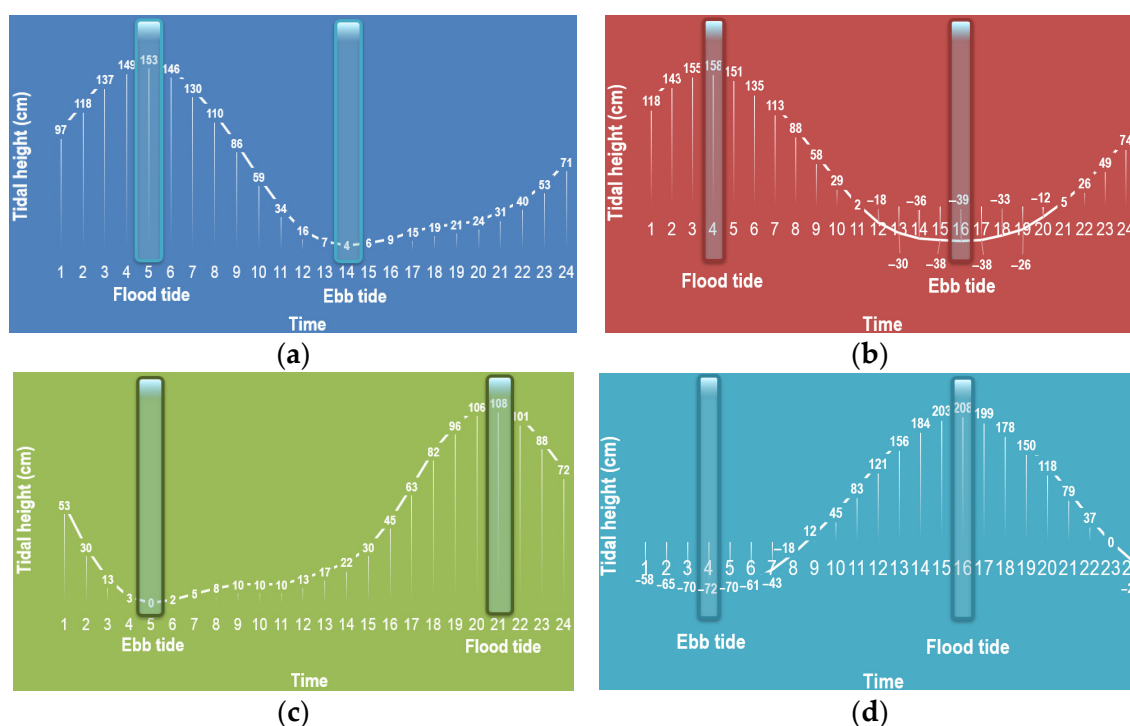 Tidal height (cm)
97 118 137 149 153 146 130 110 86 59 34 16 7 4 6 9 15 19 21 24 31 40 53 71
1 2 3 4 5 6 7 8 9 10 11 12 13 14 15 16 17 18 19 20 21 22 23 24
Flood tide Ebb tide
Time
(a)
Tidal height (cm)
118 143 155 158 151 135 113 88 58 29 2 –18 –30 –36 –38 –39 –38 –33 –26 –12 5 26 49 74
1 2 3 4 5 6 7 8 9 10 11 12 13 14 15 16 17 18 19 20 21 22 23 24
Flood tide Ebb tide
Time
(b)
Tidal height (cm)
53 30 13 3 0 2 5 8 10 10 10 13 17 22 30 45 63 82 96 106 108 101 88 72
1 2 3 4 5 6 7 8 9 10 11 12 13 14 15 16 17 18 19 20 21 22 23 24
Ebb tide Flood tide
Time
(c)
Tidal height (cm)
–58 –65 –70 –72 –70 –61 –43 –18 12 45 83 121 156 184 203 208 199 178 150 118 79 37 0
1 2 3 4 5 6 7 8 9 10 11 12 13 14 15 16 17 18 19 20 21 22 23
Ebb tide Flood tide
Time
(d)